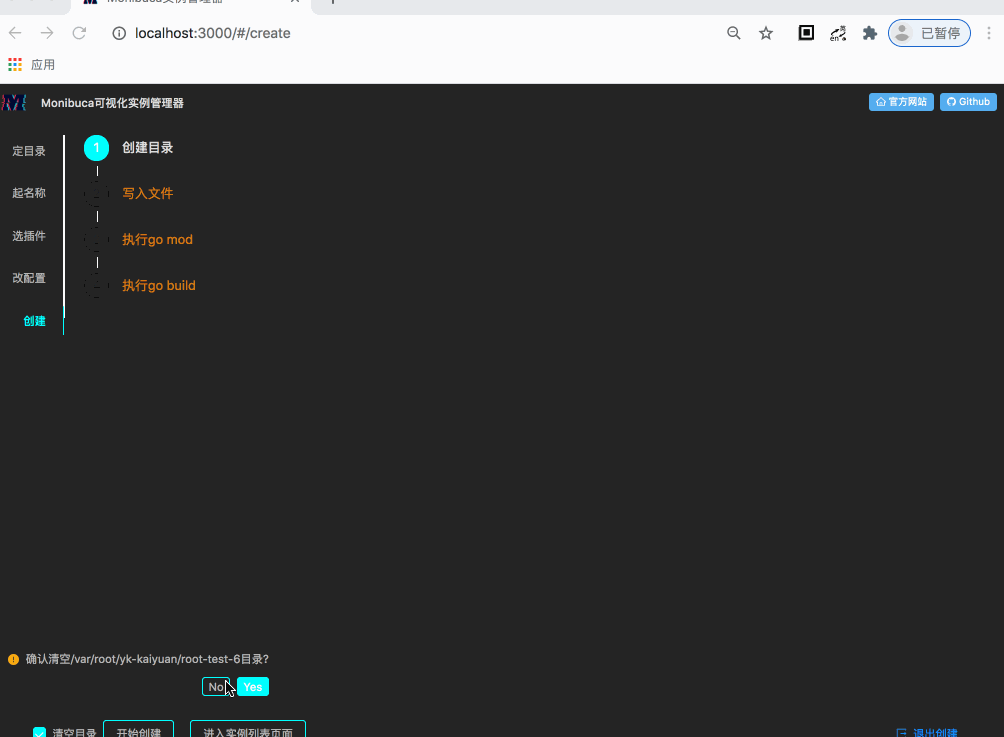 Monibuca实例管理器
localhost:3000/#/create
已暂停
应用
Monibuca可视化实例管理器
官方网站
Github
定目录
起名称
选插件
改配置
创建
1
创建目录
写入文件
执行go mod
执行go build
确认清空/var/root/yk-kaiyuan/root-test-6目录?
No
Yes
清空目录
开始创建
进入实例列表页面
退出创建